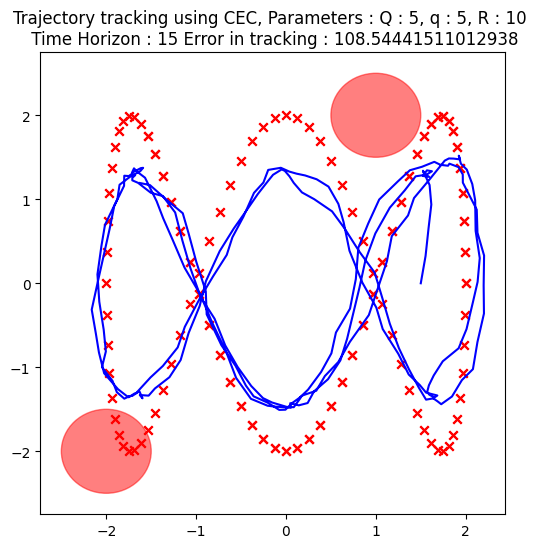 Trajectory tracking using CEC, Parameters : Q : 5, q : 5, R : 10
Time Horizon : 15 Error in tracking : 108.54441511012938
2
1
0
−1
−2
−2 −1 0 1 2